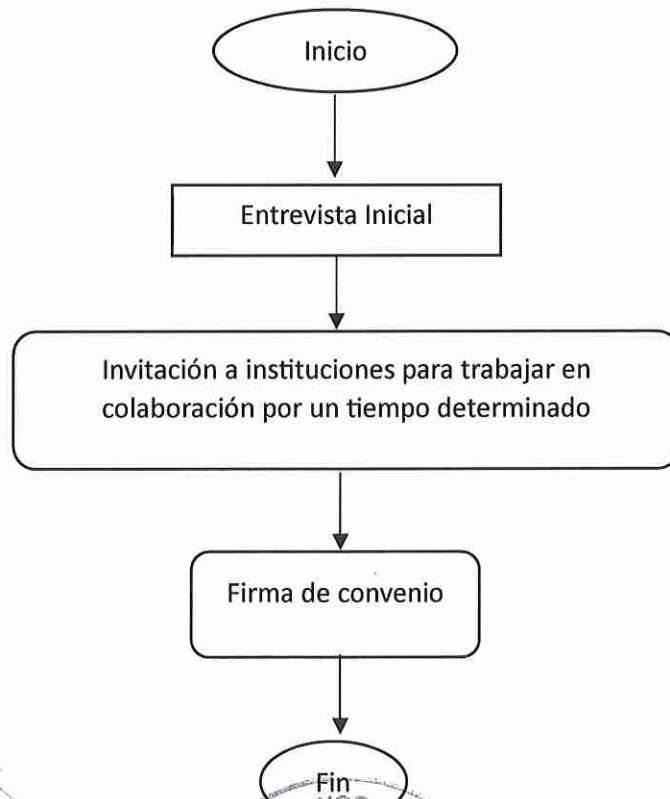 Inicio
Entrevista Inicial
Invitación a instituciones para trabajar en
colaboración por un tiempo determinado
Firma de convenio
Fin